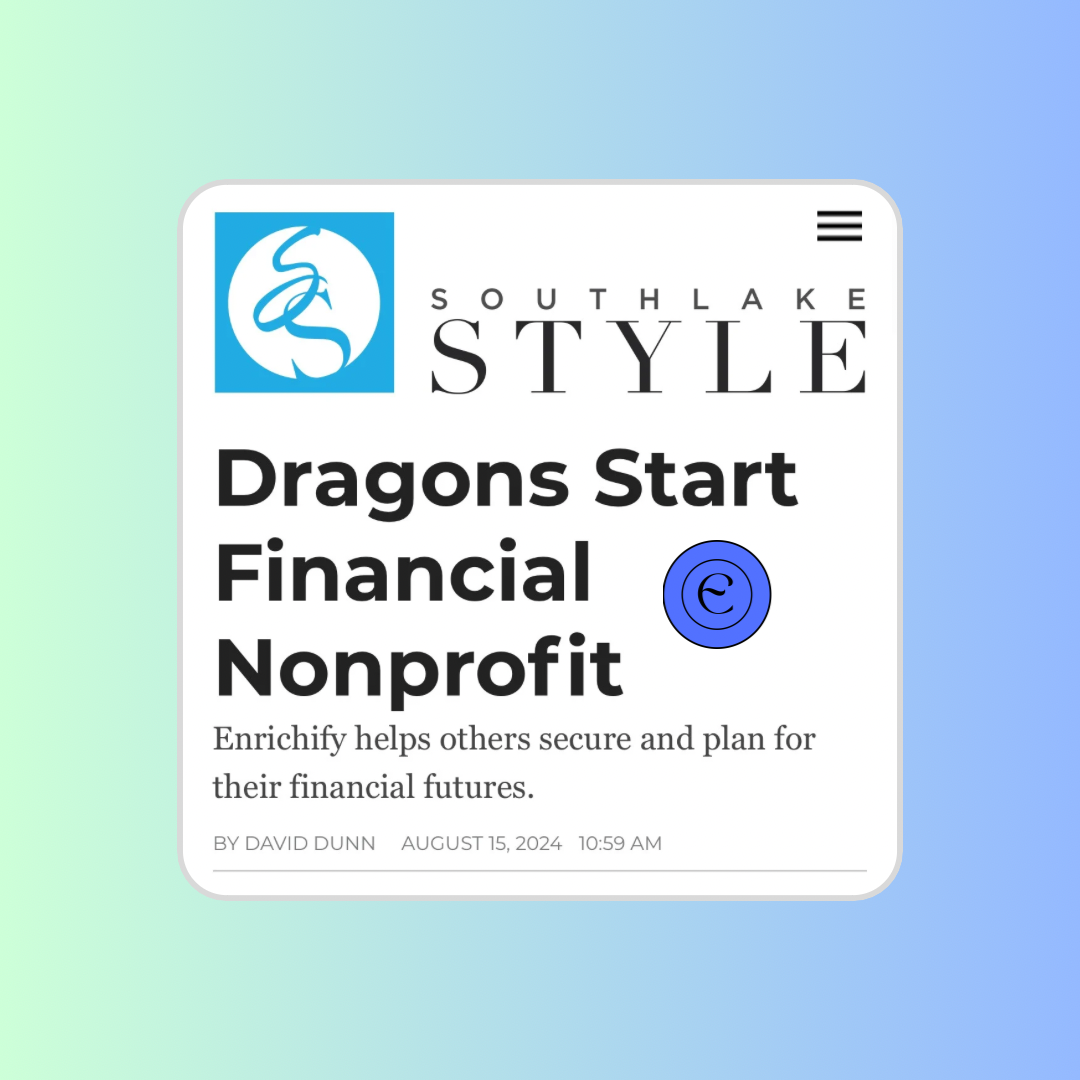 SOUTHLAKE
STYLE
Dragons Start
Financial
Nonprofit
Enrichify helps others secure and plan for
their financial futures.
BY DAVID DUNN AUGUST 15, 2024 10:59 AM